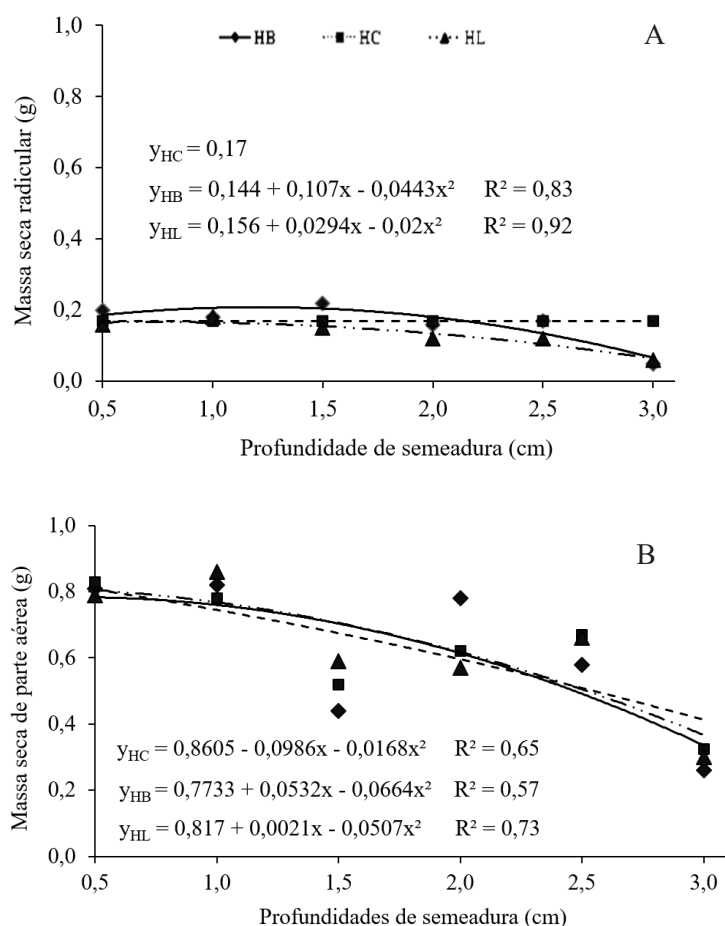 A
HB HC HL
Massa seca radicular (g)
1,0
0,8
0,6
0,4
0,2
0,0
yHC = 0,17
yHB = 0,144 + 0,107x - 0,0443x² R² = 0,83
yHL = 0,156 + 0,0294x - 0,02x² R² = 0,92
0,5 1,0 1,5 2,0 2,5 3,0
Profundidade de semeadura (cm)
B
Massa seca de parte aérea (g)
1,0
0,8
0,6
0,4
0,2
0,0
yHC = 0,8605 - 0,0986x - 0,0168x² R² = 0,65
yHB = 0,7733 + 0,0532x - 0,0664x² R² = 0,57
yHL = 0,817 + 0,0021x - 0,0507x² R² = 0,73
0,5 1,0 1,5 2,0 2,5 3,0
Profundidades de semeadura (cm)